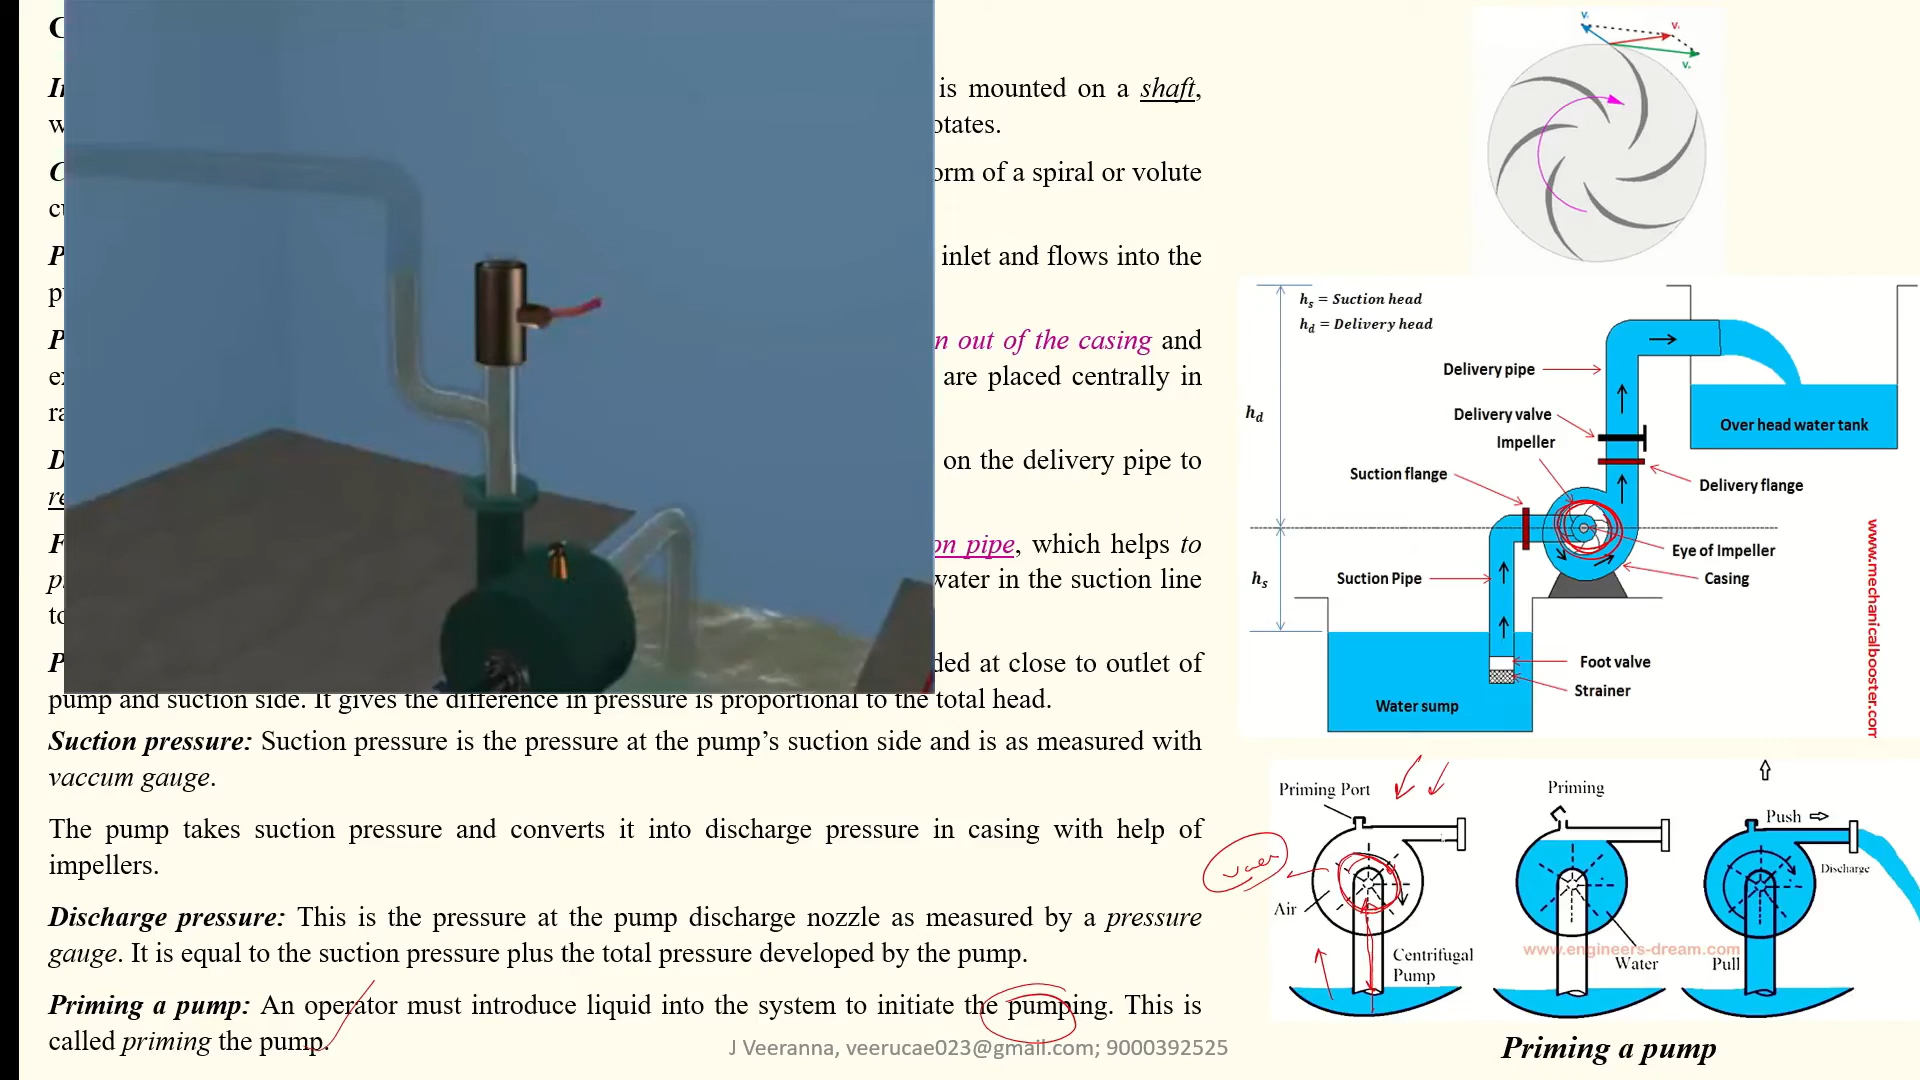 is mounted on a shaft,
otates.
orm of a spiral or volute
inlet and flows into the
n out of the casing and
are placed centrally in
on the delivery pipe to
on pipe, which helps to
water in the suction line
ded at close to outlet of
pump and suction side. It gives the difference in pressure is proportional to the total head.
Suction pressure: Suction pressure is the pressure at the pump’s suction side and is as measured with
vaccum gauge.
The pump takes suction pressure and converts it into discharge pressure in casing with help of
impellers.
Discharge pressure: This is the pressure at the pump discharge nozzle as measured by a pressure
gauge. It is equal to the suction pressure plus the total pressure developed by the pump.
Priming a pump: An operator must introduce liquid into the system to initiate the pumping. This is
called priming the pump.
J Veeranna, veerucae023@gmail.com; 9000392525
V
V
V
hs = Suction head
hd = Delivery head
Delivery pipe
Delivery valve
hd
Over head water tank
Impeller
Suction flange
Delivery flange
Eye of Impeller
hs
Suction Pipe
Casing
Foot valve
Strainer
Water sump
www.mechanicalbooster.com
Priming Port
Air
Centrifugal
Pump
Priming
Water
Push
Discharge
Pull
www.engineers-dream.com
Priming a pump